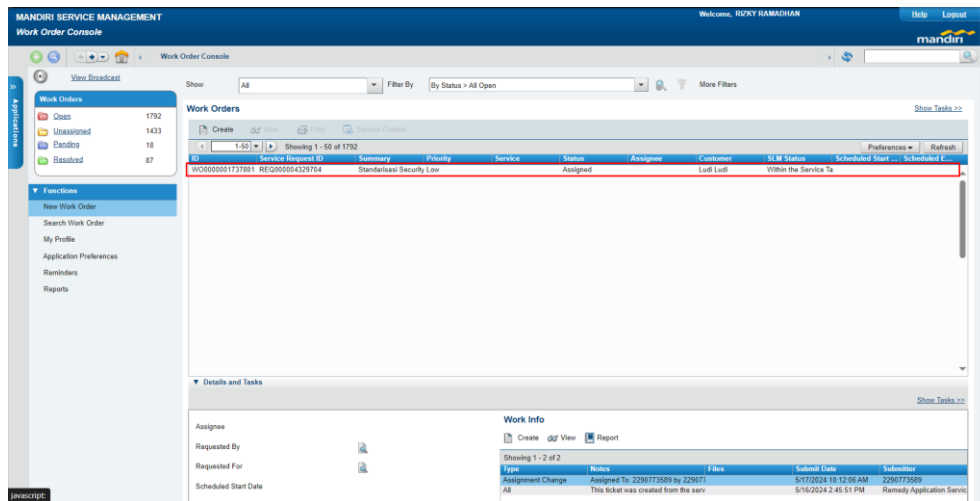 MANDIRI SERVICE MANAGEMENT
Welcome, RIZKY RAMADHAN
Help Logout
Work Order Console
mandiri
Work Order Console
View Broadcast
Applications
Show All Filter By By Status > All Open More Filters
Work Orders
Open 1792
Unassigned 1433
Pending 18
Resolved 87
Functions
New Work Order
Search Work Order
My Profile
Application Preferences
Reminders
Reports
Work Orders
Show Tasks >>
Create View Print Service Context
1-50 Showing 1 - 50 of 1792 Preferences Refresh
ID Service Request ID Summary Priority Service Status Assignee Customer SLM Status Scheduled Start ... Scheduled E...
WO0000001737801 REQ000004329704 Standarisasi Security Low Assigned Ludi Ludi Within the Service Ta
Details and Tasks
Show Tasks >>
Assignee
Requested By
Requested For
Scheduled Start Date
Work Info
Create View Report
Showing 1 - 2 of 2
Type Notes Files Submit Date Submitter
Assignment Change Assigned To: 2290773589 by 229077 5/17/2024 10:12:06 AM 2290773589
All This ticket was created from the serv 5/16/2024 2:45:51 PM Remedy Application Servic
javascript: